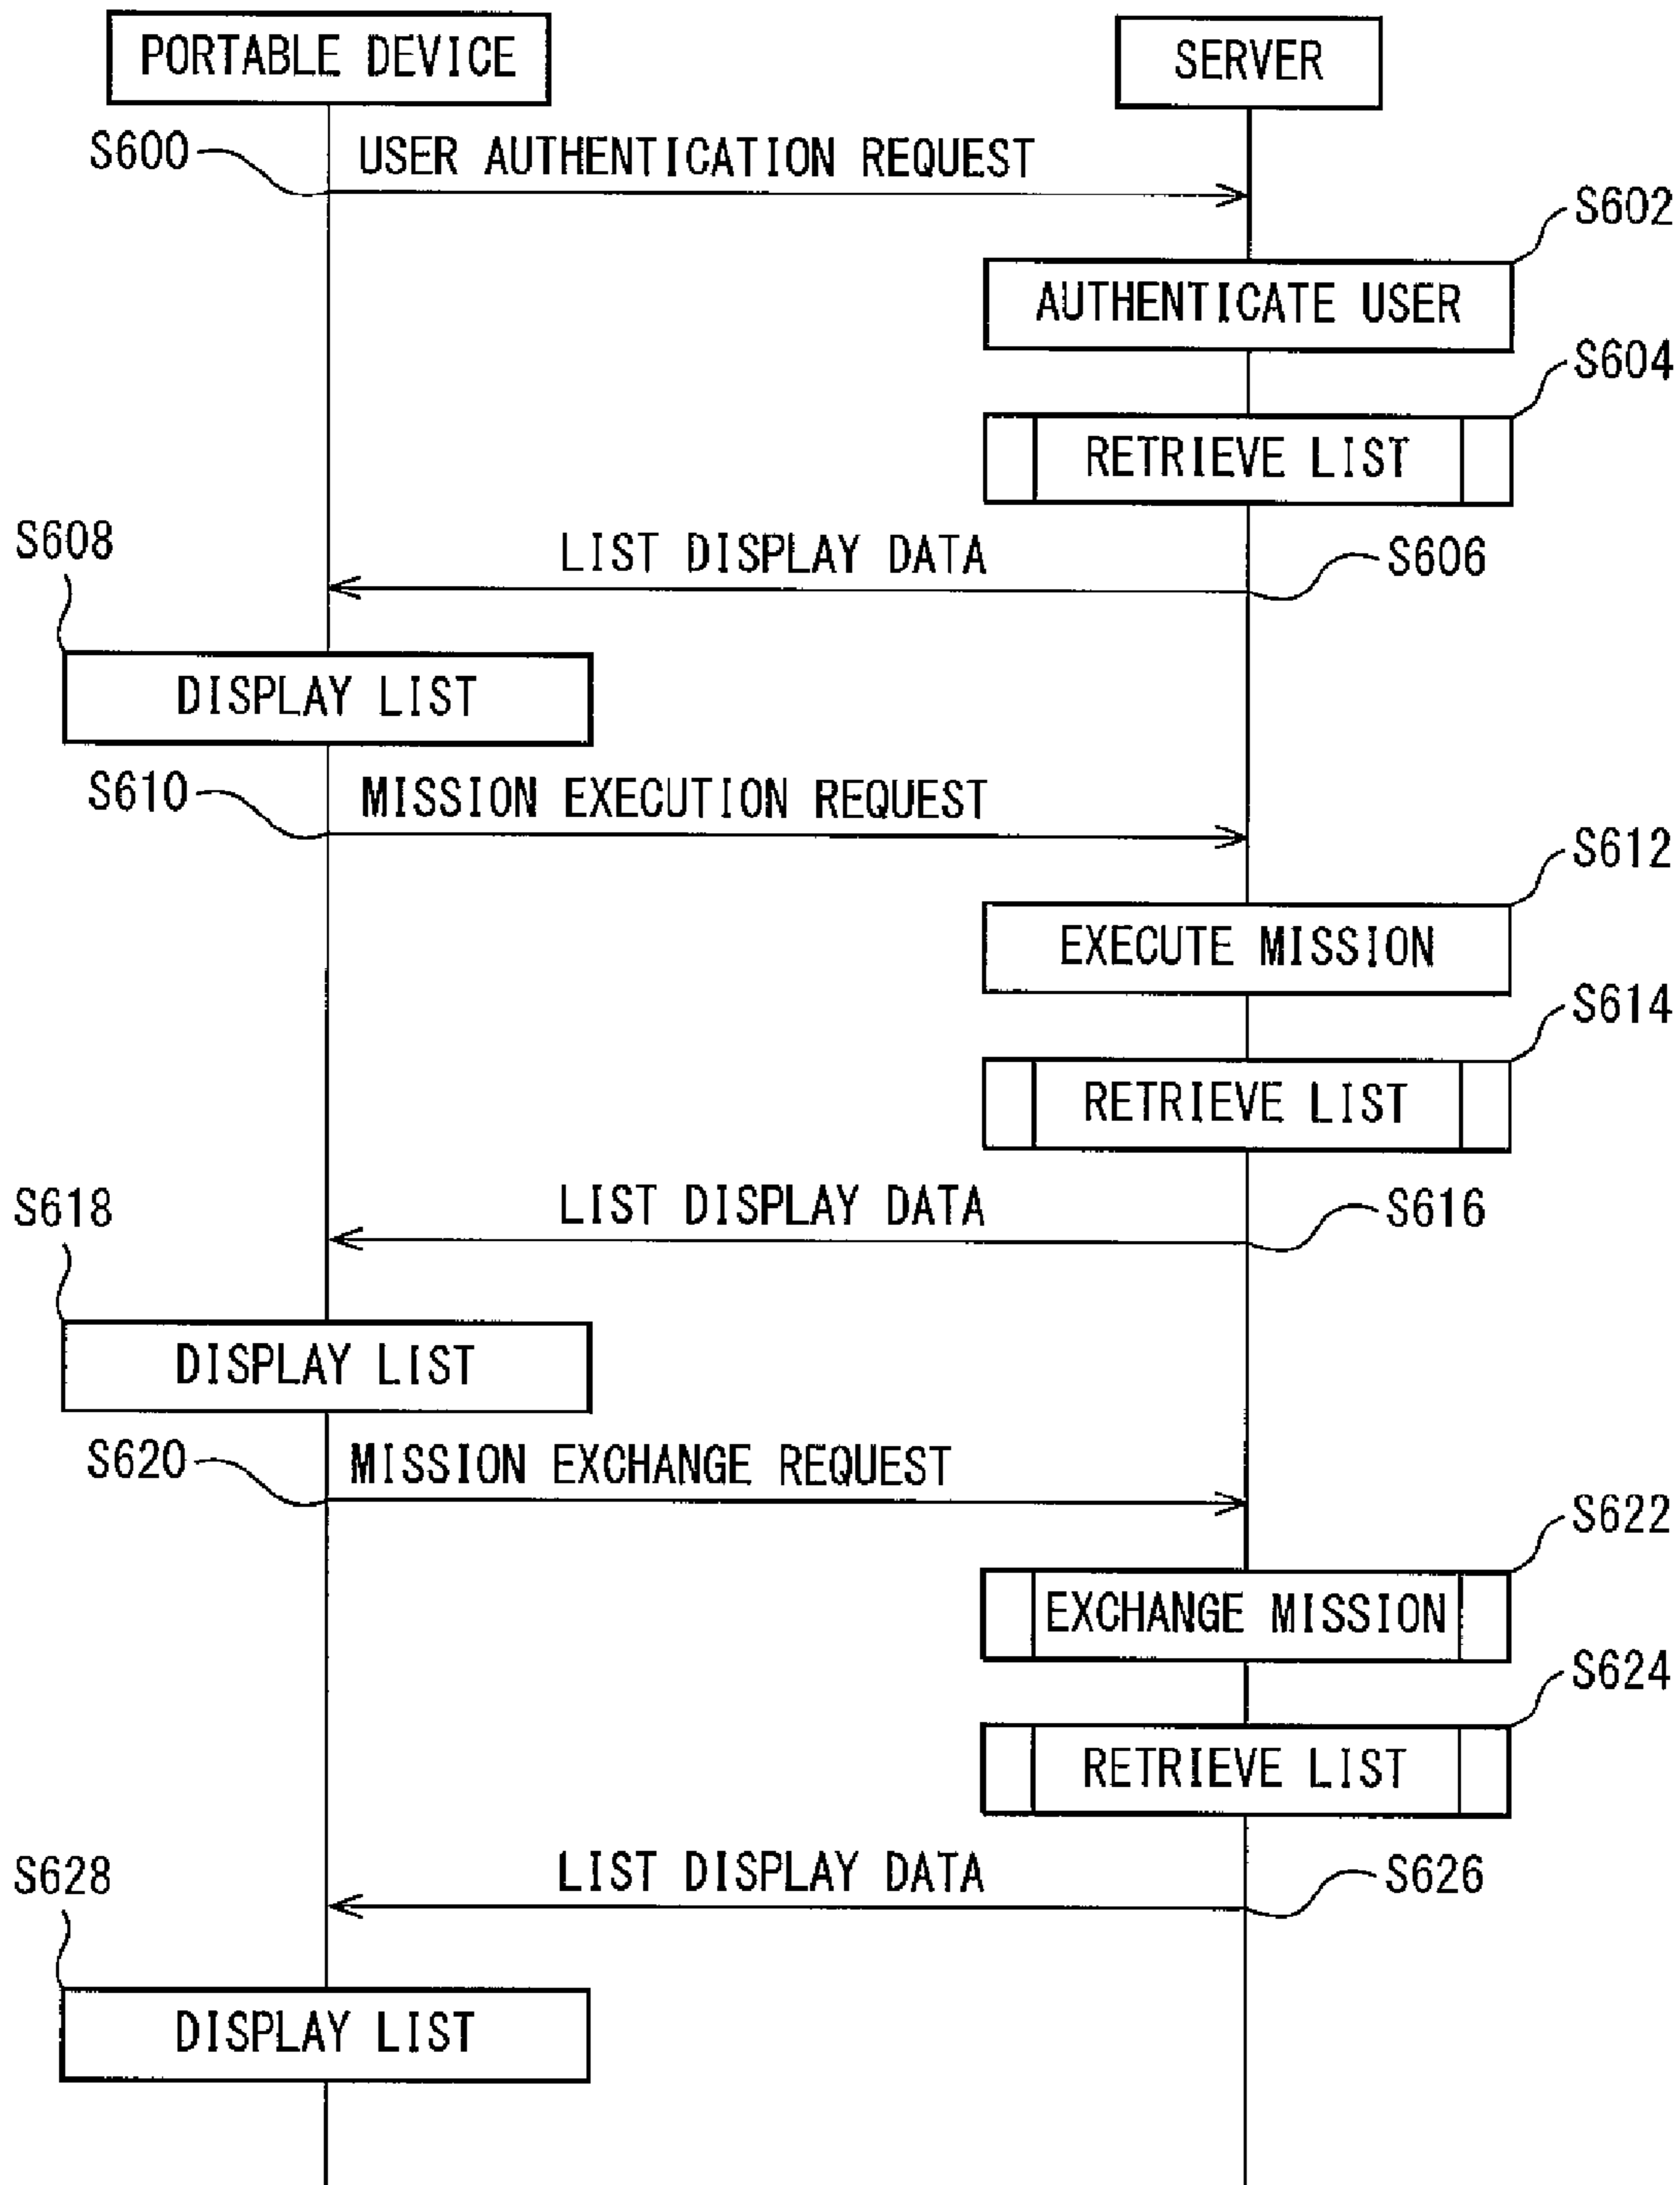 PORTABLE DEVICE
SERVER
S600
USER AUTHENTICATION REQUEST
S602
AUTHENTICATE USER
S604
RETRIEVE LIST
S608
LIST DISPLAY DATA
S606
DISPLAY LIST
S610
MISSION EXECUTION REQUEST
S612
EXECUTE MISSION
S614
RETRIEVE LIST
S618
LIST DISPLAY DATA
S616
DISPLAY LIST
S620
MISSION EXCHANGE REQUEST
S622
EXCHANGE MISSION
S624
RETRIEVE LIST
S628
LIST DISPLAY DATA
S626
DISPLAY LIST